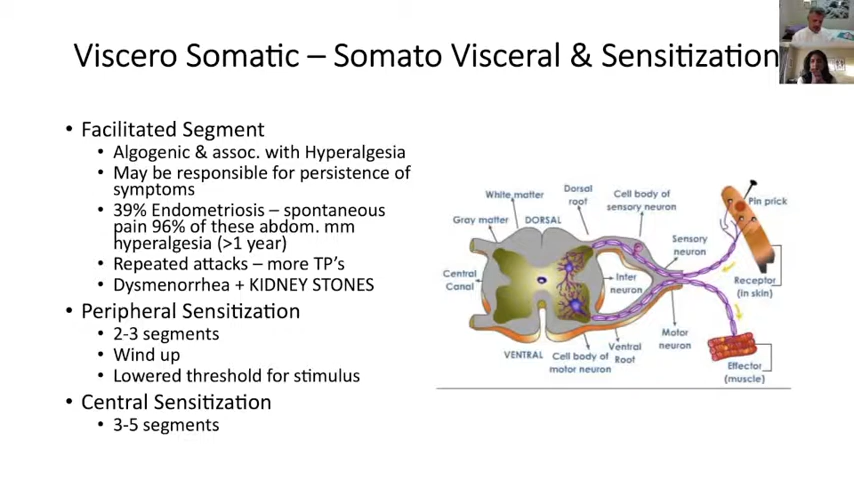 Viscero Somatic – Somato Visceral & Sensitization
• Facilitated Segment
• Algogenic & assoc. with Hyperalgesia
• May be responsible for persistence of
symptoms
• 39% Endometriosis – spontaneous
pain 96% of these abdom. mm
hyperalgesia (>1 year)
• Repeated attacks – more TP's
• Dysmenorrhea + KIDNEY STONES
• Peripheral Sensitization
• 2-3 segments
• Wind up
• Lowered threshold for stimulus
• Central Sensitization
• 3-5 segments
White matter
Dorsal
root
Cell body of
sensory neuron
Pin prick
Gray matter
DORSAL
Sensory
neuron
Central
Canal
Inter
neuron
Receptor
(in skin)
VENTRAL
Cell body of
motor neuron
Ventral
Root
Motor
neuron
Effector
(muscle)